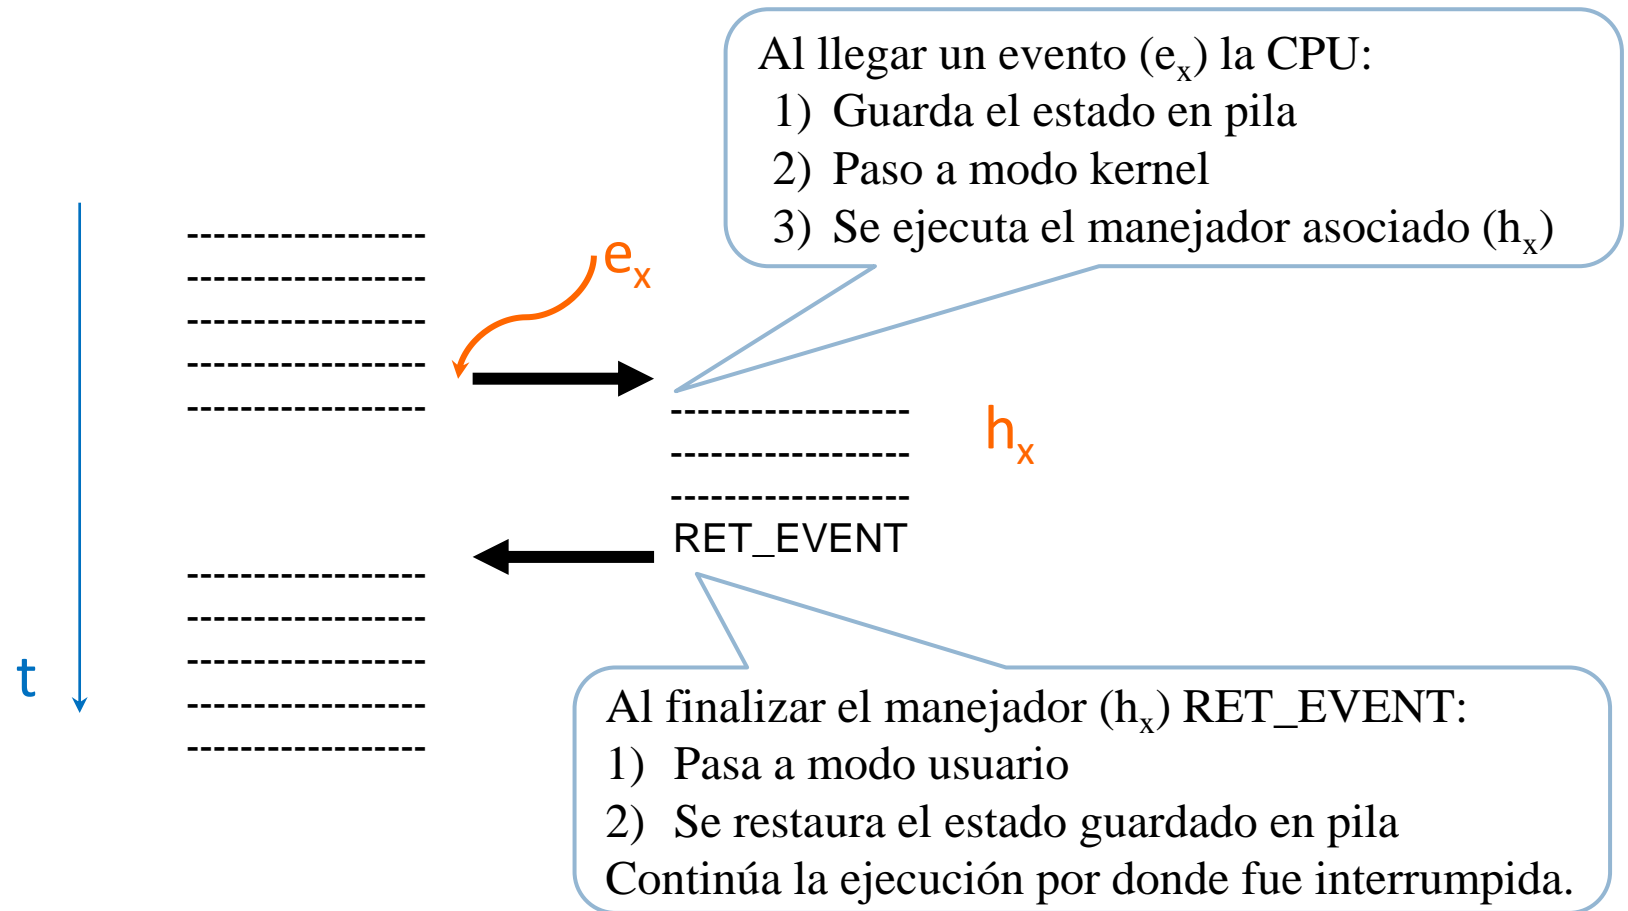 Al llegar un evento (eₓ) la CPU:
1) Guarda el estado en pila
2) Paso a modo kernel
3) Se ejecuta el manejador asociado (hₓ)
------------------
------------------
------------------
------------------
------------------
eₓ
------------------
------------------
------------------
RET_EVENT
hₓ
------------------
------------------
------------------
------------------
------------------
t
Al finalizar el manejador (hₓ) RET_EVENT:
1) Pasa a modo usuario
2) Se restaura el estado guardado en pila
Continúa la ejecución por donde fue interrumpida.